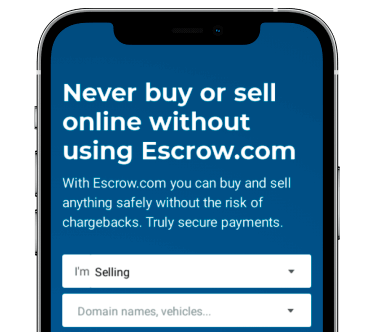 Never buy or sell
online without
using Escrow.com
With Escrow.com you can buy and sell
anything safely without the risk of
chargebacks. Truly secure payments.
I'm Selling
Domain names, vehicles...